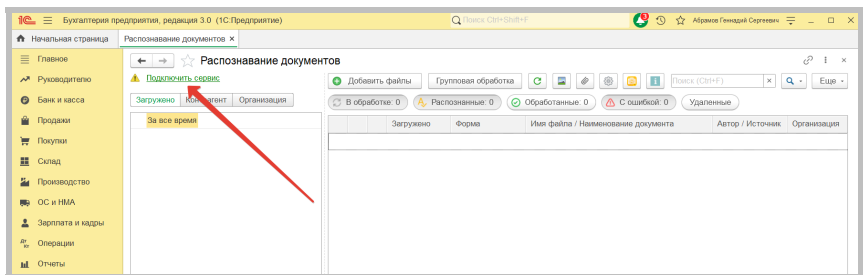 1С Бухгалтерия предприятия, редакция 3.0 (1С:Предприятие) Поиск Ctrl+Shift+F Абрамов Геннадий Сергеевич
Начальная страница Распознавание документов ×
Главное Распознавание документов
Руководителю Подключить сервис
Добавить файлы Групповая обработка Поиск (Ctrl+F) × Еще
Банк и касса Загружено Контрагент Организация В обработке: 0 Распознанные: 0 Обработанные: 0 С ошибкой: 0 Удаленные
Продажи За все время Загружено Форма Имя файла / Наименование документа Автор / Источник Организация
Покупки
Склад
Производство
ОС и НМА
Зарплата и кадры
Дт Кт Операции
Отчеты